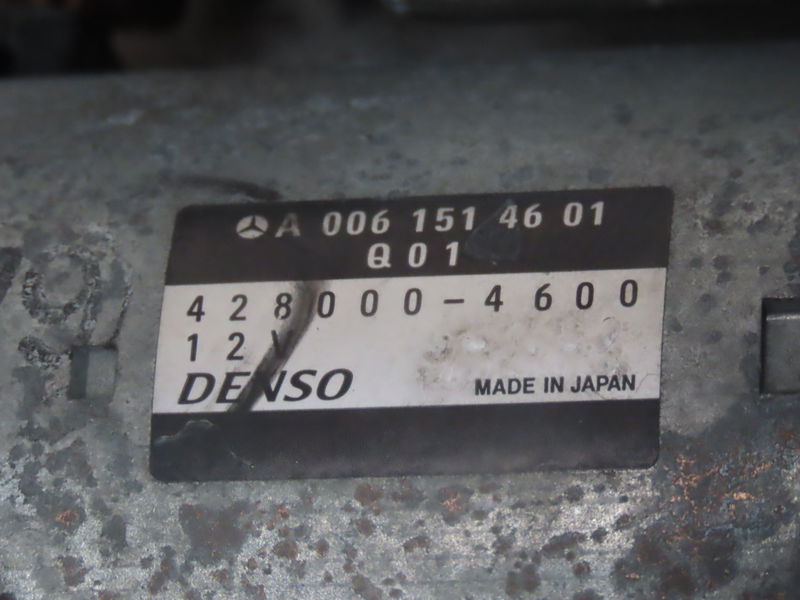 A 006 151 46 01
Q01
428000-4600
12V
DENSO
MADE IN JAPAN